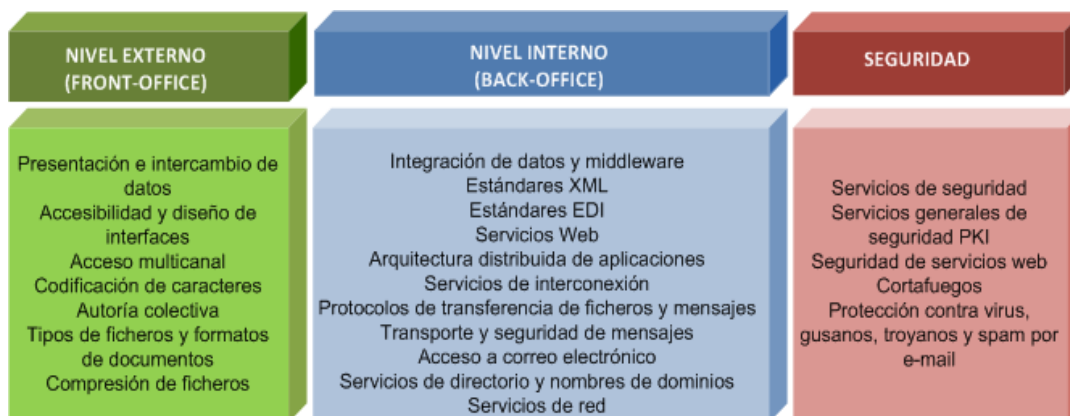 NIVEL EXTERNO
(FRONT-OFFICE)
Presentación e intercambio de
datos
Accesibilidad y diseño de
interfaces
Acceso multicanal
Codificación de caracteres
Autoría colectiva
Tipos de ficheros y formatos
de documentos
Compresión de ficheros
NIVEL INTERNO
(BACK-OFFICE)
Integración de datos y middleware
Estándares XML
Estándares EDI
Servicios Web
Arquitectura distribuida de aplicaciones
Servicios de interconexión
Protocolos de transferencia de ficheros y mensajes
Transporte y seguridad de mensajes
Acceso a correo electrónico
Servicios de directorio y nombres de dominios
Servicios de red
SEGURIDAD
Servicios de seguridad
Servicios generales de
seguridad PKI
Seguridad de servicios web
Cortafuegos
Protección contra virus,
gusanos, troyanos y spam por
e-mail